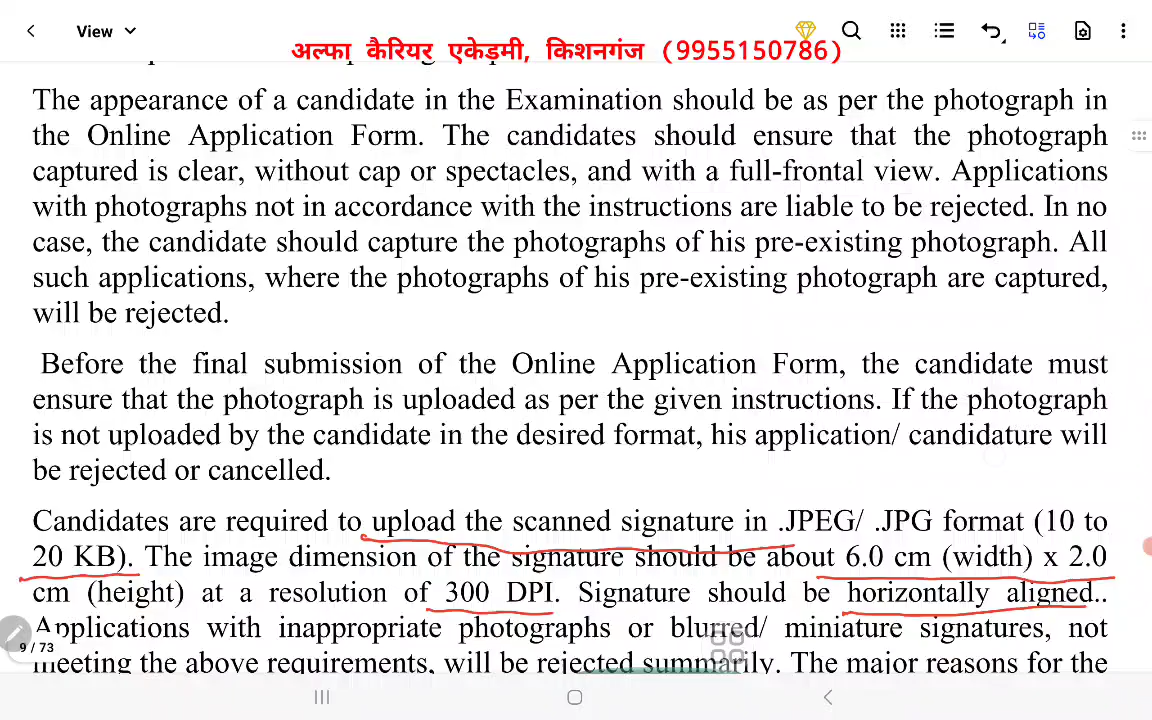 View
अल्फा कैरियर एकेडमी, किशनगंज (9955150786)
The appearance of a candidate in the Examination should be as per the photograph in
the Online Application Form. The candidates should ensure that the photograph
captured is clear, without cap or spectacles, and with a full-frontal view. Applications
with photographs not in accordance with the instructions are liable to be rejected. In no
case, the candidate should capture the photographs of his pre-existing photograph. All
such applications, where the photographs of his pre-existing photograph are captured,
will be rejected.
Before the final submission of the Online Application Form, the candidate must
ensure that the photograph is uploaded as per the given instructions. If the photograph
is not uploaded by the candidate in the desired format, his application/ candidature will
be rejected or cancelled.
Candidates are required to upload the scanned signature in .JPEG/ .JPG format (10 to
20 KB). The image dimension of the signature should be about 6.0 cm (width) x 2.0
cm (height) at a resolution of 300 DPI. Signature should be horizontally aligned..
Applications with inappropriate photographs or blurred/ miniature signatures, not
9 / 73
meeting the above requirements, will be rejected summarily. The major reasons for the